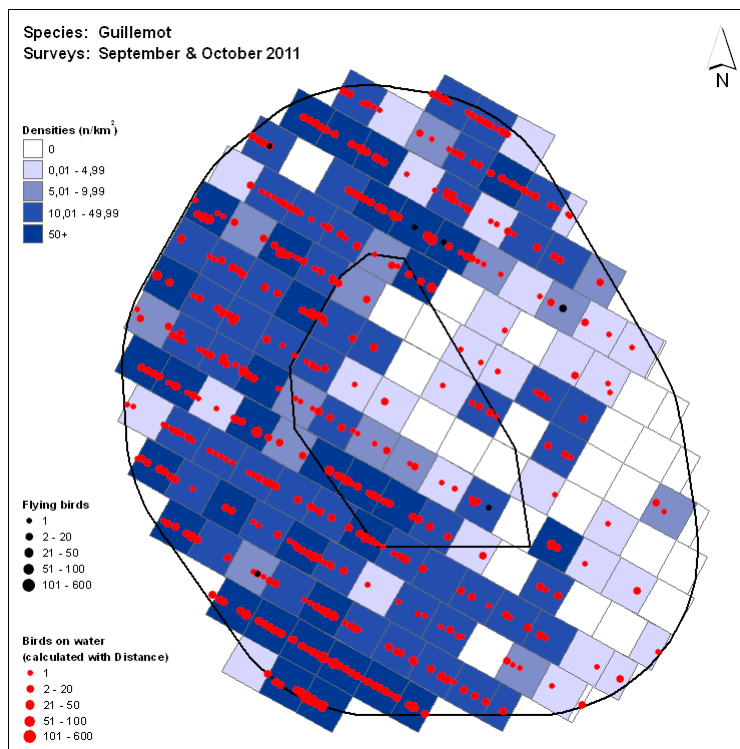 Species: Guillemot
Surveys: September & October 2011
N
Densities (n/km²)
0
0,01 - 4,99
5,01 - 9,99
10,01 - 49,99
50+
Flying birds
1
2 - 20
21 - 50
51 - 100
101 - 600
Birds on water
(calculated with Distance)
1
2 - 20
21 - 50
51 - 100
101 - 600